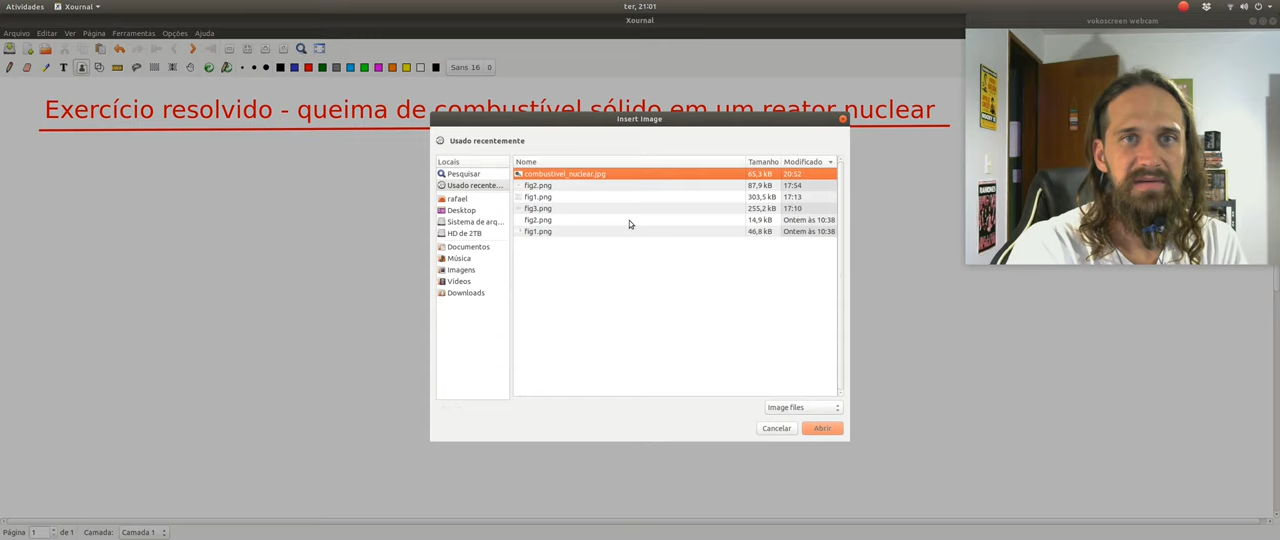 Atividades
Xournal
ter, 21:01
Xournal
vokoscreen webcam
Arquivo Editar Ver Página Ferramentas Opções Ajuda
Sans 16
Exercício resolvido - queima de combustível sólido em um reator nuclear
Insert Image
Usado recentemente
Locais
Pesquisar
Usado recente...
rafael
Desktop
Sistema de arq...
HD de 2TB
Documentos
Música
Imagens
Vídeos
Downloads
Nome Tamanho Modificado
combustivel_nuclear.jpg 65,3 kB 20:52
fig2.png 87,9 kB 17:54
fig1.png 303,5 kB 17:13
fig3.png 255,2 kB 17:10
fig2.png 14,9 kB Ontem às 10:38
fig1.png 46,8 kB Ontem às 10:38
Image files
Cancelar Abrir
RAMONES
Página 1 de 1 Camada: Camada 1